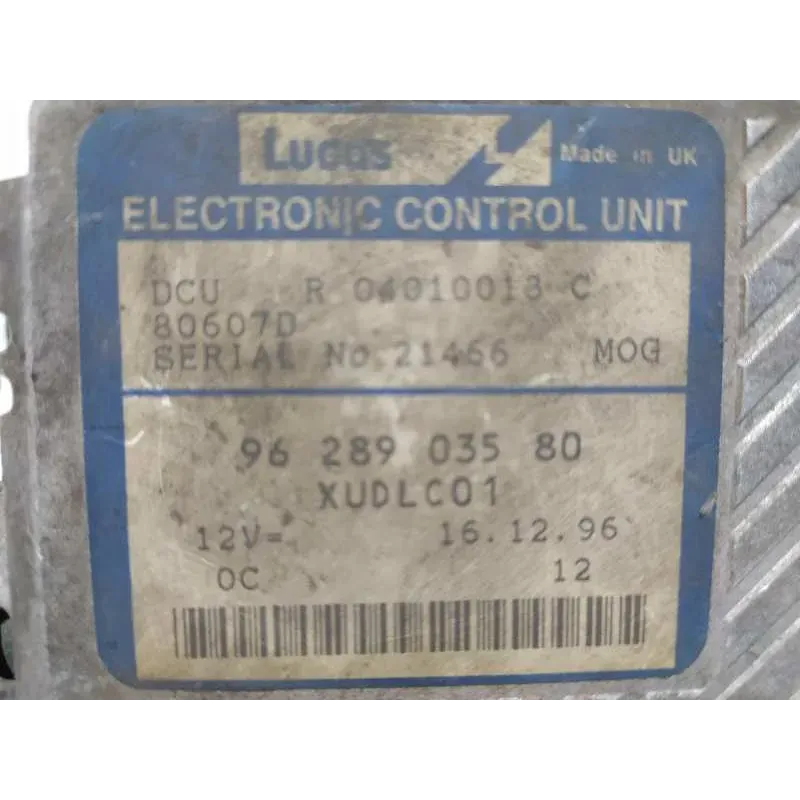 Lucas L Made in UK
ELECTRONIC CONTROL UNIT
DCU R 04010013 C
80607D
SERIAL No.21466 MOG
96 289 035 80
XUDLC01
12V= 16.12.96
OC 12